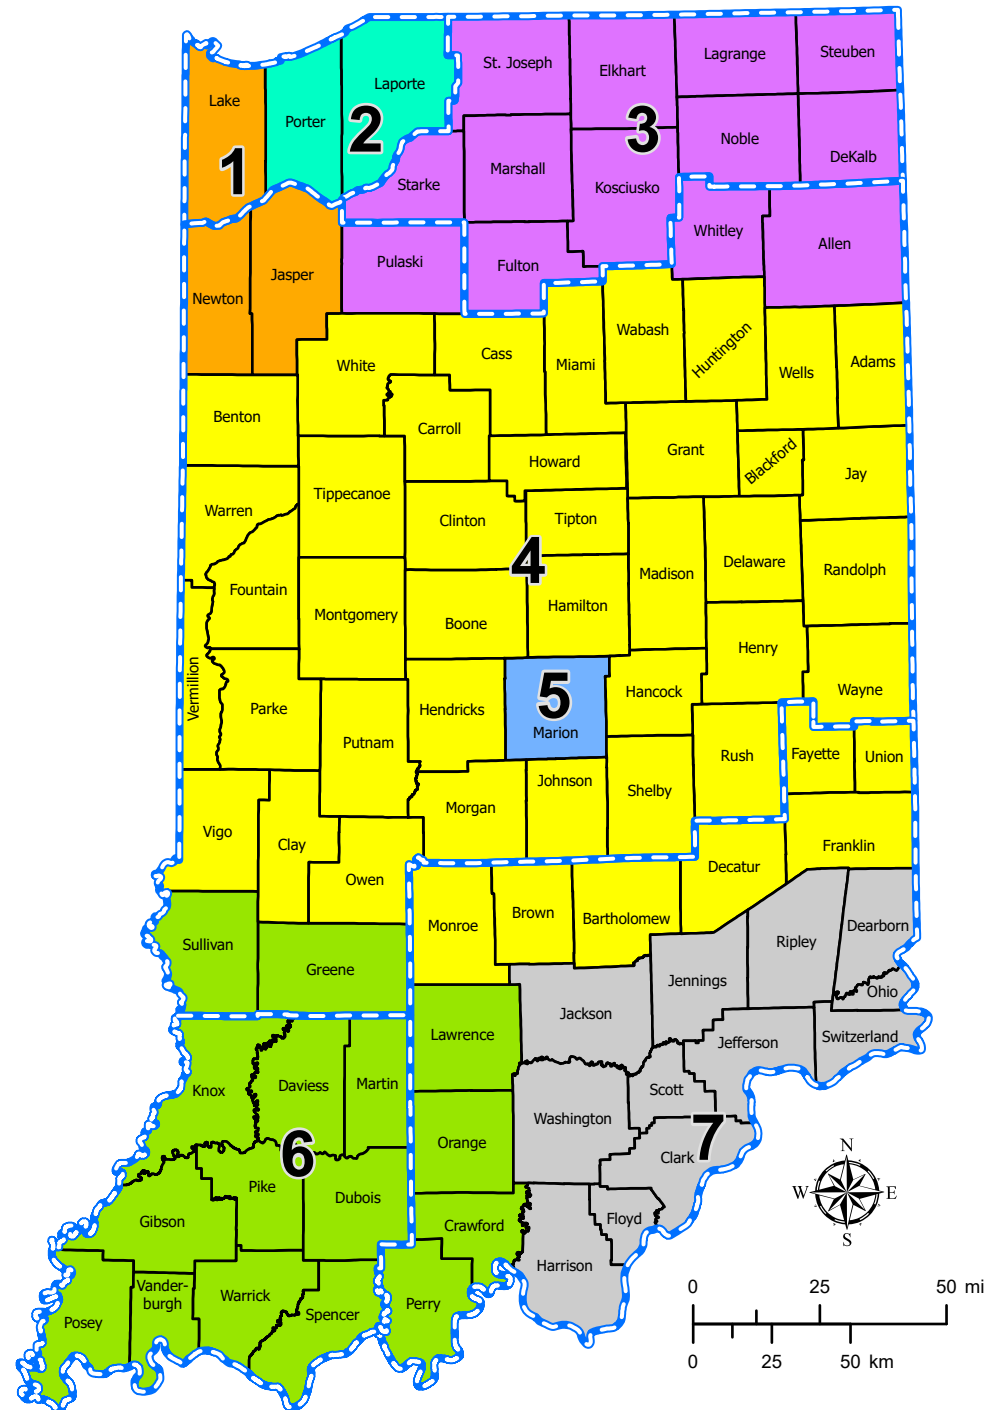 Lake
Porter
Laporte
St. Joseph
Elkhart
Lagrange
Steuben
1
2
3
Starke
Marshall
Kosciusko
Noble
DeKalb
Newton
Jasper
Pulaski
Fulton
Whitley
Allen
White
Cass
Miami
Wabash
Huntington
Wells
Adams
Benton
Carroll
Howard
Grant
Blackford
Jay
Warren
Tippecanoe
Clinton
Tipton
4
Fountain
Montgomery
Boone
Hamilton
Madison
Delaware
Randolph
Vermillion
Parke
Putnam
Hendricks
5
Marion
Hancock
Henry
Wayne
Vigo
Clay
Owen
Morgan
Johnson
Shelby
Rush
Fayette
Union
Monroe
Brown
Bartholomew
Decatur
Franklin
Sullivan
Greene
Lawrence
Jackson
Jennings
Ripley
Dearborn
Ohio
Knox
Daviess
Martin
Orange
Washington
Scott
Jefferson
Switzerland
6
7
Gibson
Pike
Dubois
Crawford
Clark
Floyd
Harrison
Posey
Vander-
burgh
Warrick
Spencer
Perry
N
W
E
S
0 25 50 mi
0 25 50 km